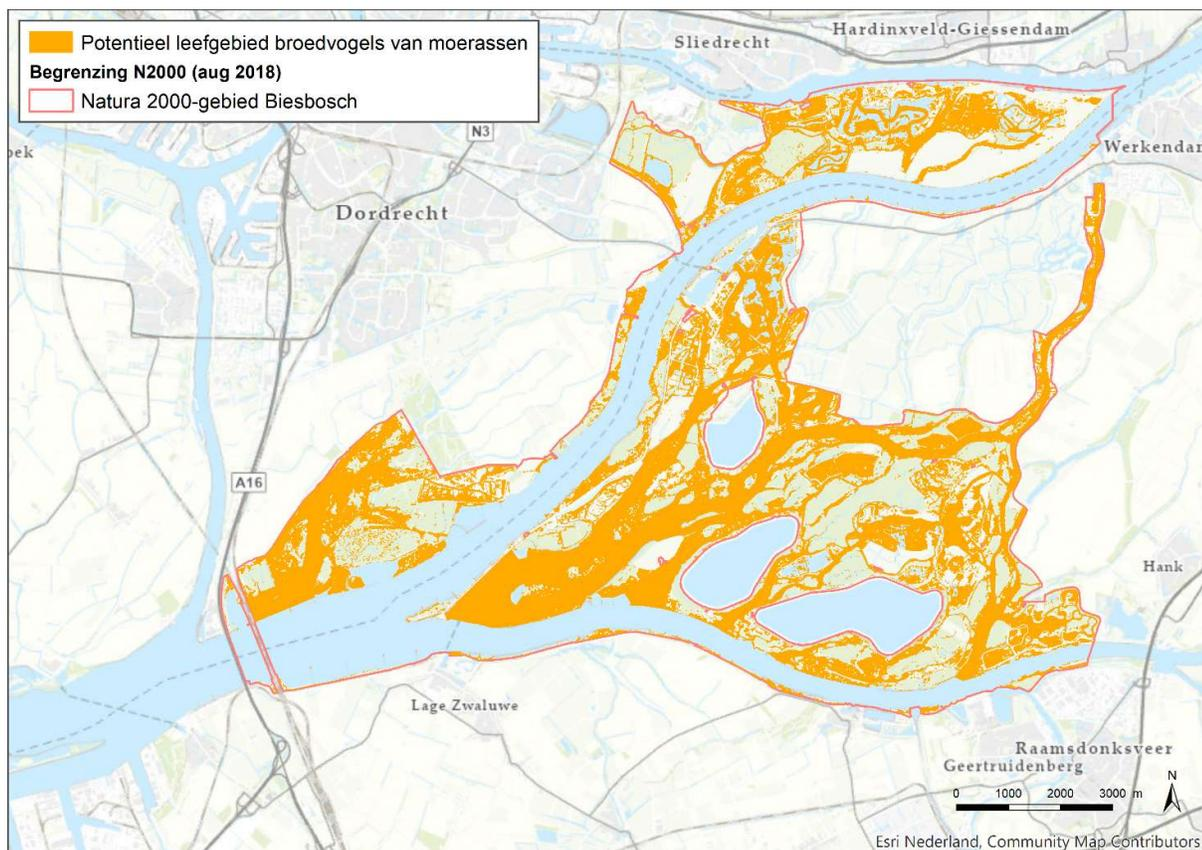 Potentieel leefgebied broedvogels van moerassen
Begrenzing N2000 (aug 2018)
Natura 2000-gebied Biesbosch
Sliedrecht
Hardinxveld-Giessendam
N3
oek
Werkendam
Dordrecht
A16
Hank
Lage Zwaluwe
Raamsdonksveer
Geertruidenberg
N
0 1000 2000 3000 m
Esri Nederland, Community Map Contributors